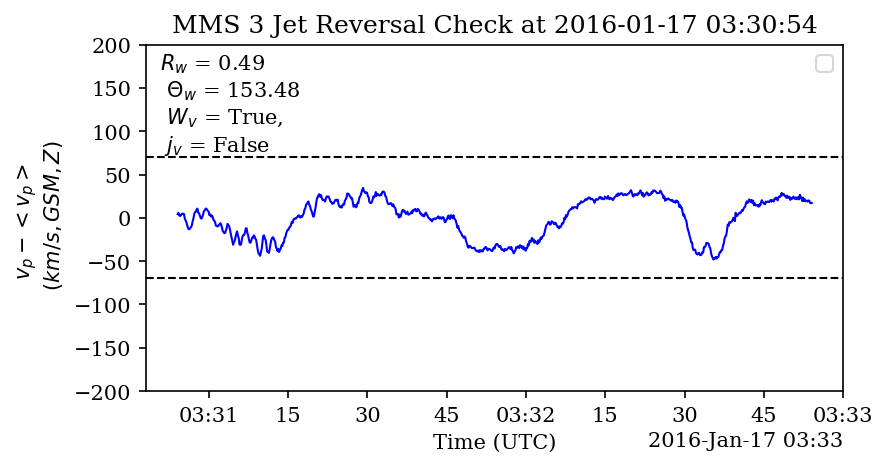 MMS 3 Jet Reversal Check at 2016-01-17 03:30:54
R_w = 0.49
Θ_w = 153.48
W_v = True,
j_v = False
v_p − < v_p >
(km/s, GSM, Z)
200
150
100
50
0
−50
−100
−150
−200
03:31 15 30 45 03:32 15 30 45 03:33
Time (UTC) 2016-Jan-17 03:33